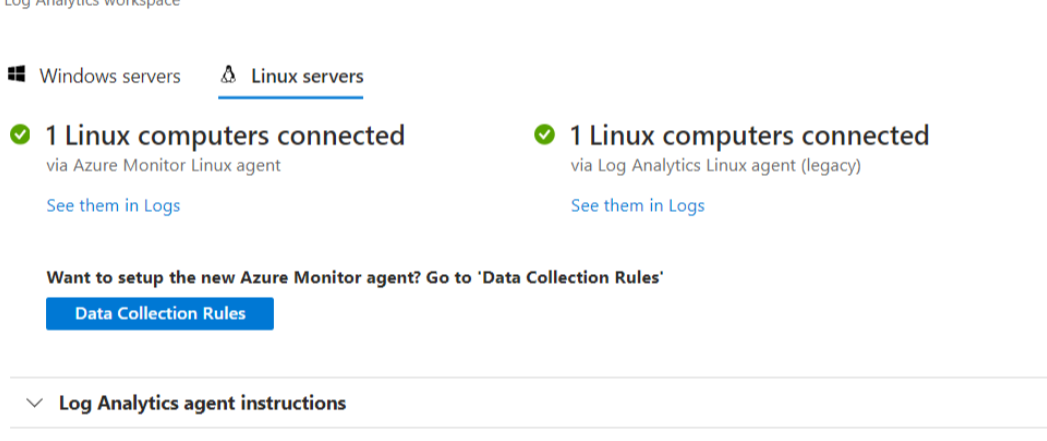 Log Analytics workspace
Windows servers
Linux servers
1 Linux computers connected
via Azure Monitor Linux agent
See them in Logs
1 Linux computers connected
via Log Analytics Linux agent (legacy)
See them in Logs
Want to setup the new Azure Monitor agent? Go to 'Data Collection Rules'
Data Collection Rules
Log Analytics agent instructions